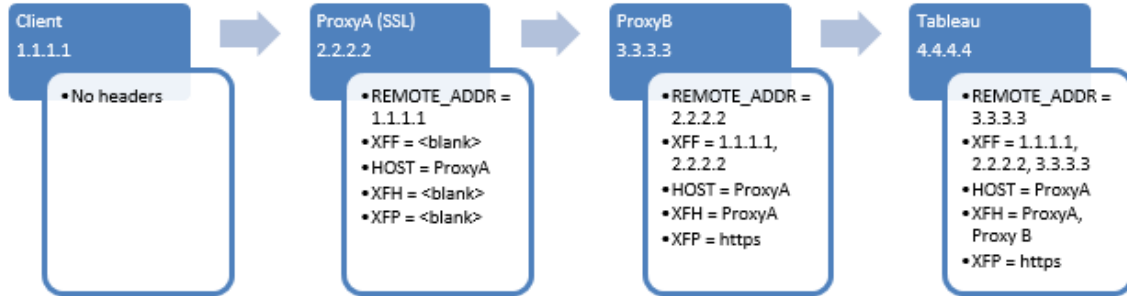 Client
1.1.1.1
•No headers
ProxyA (SSL)
2.2.2.2
•REMOTE_ADDR =
1.1.1.1
•XFF = <blank>
•HOST = ProxyA
•XFH = <blank>
•XFP = <blank>
ProxyB
3.3.3.3
•REMOTE_ADDR =
2.2.2.2
•XFF = 1.1.1.1,
2.2.2.2
•HOST = ProxyA
•XFH = ProxyA
•XFP = https
Tableau
4.4.4.4
•REMOTE_ADDR =
3.3.3.3
•XFF = 1.1.1.1,
2.2.2.2, 3.3.3.3
•HOST = ProxyA
•XFH = ProxyA,
Proxy B
•XFP = https